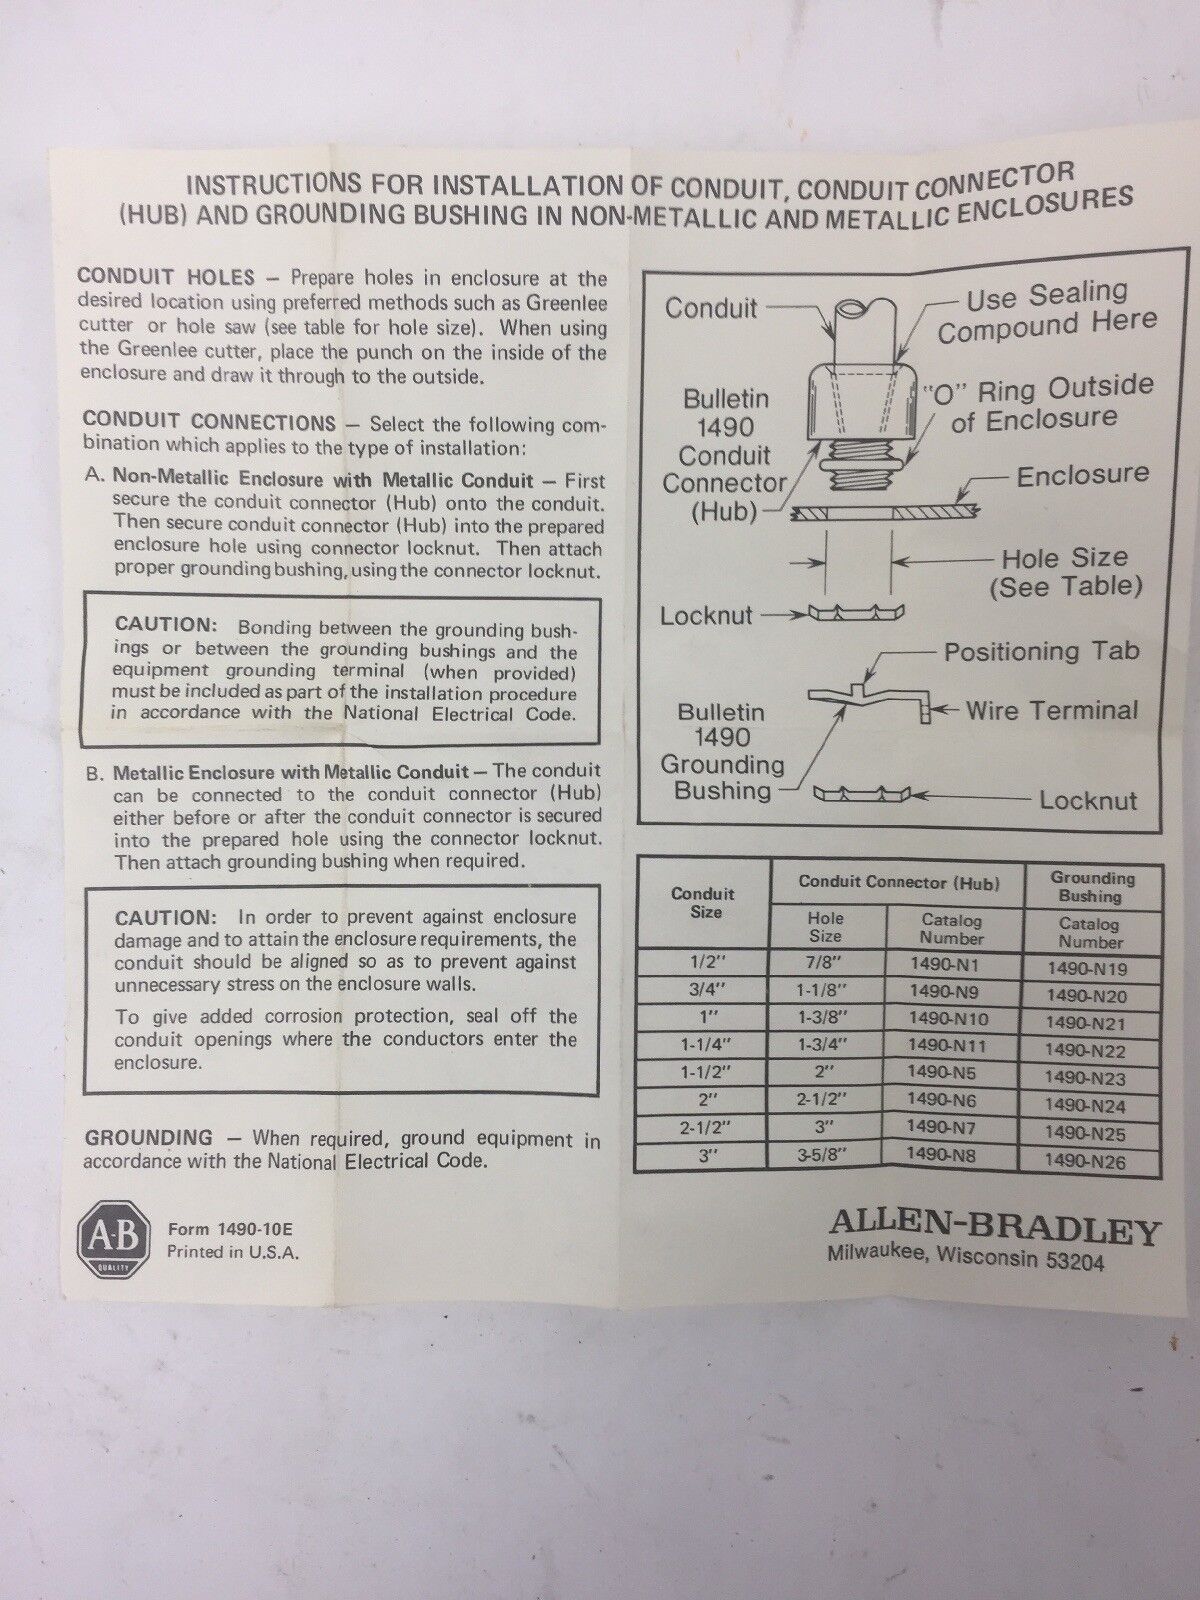 INSTRUCTIONS FOR INSTALLATION OF CONDUIT, CONDUIT CONNECTOR
(HUB) AND GROUNDING BUSHING IN NON-METALLIC AND METALLIC ENCLOSURES
CONDUIT HOLES — Prepare holes in enclosure at the
desired location using preferred methods such as Greenlee
cutter or hole saw (see table for hole size). When using
the Greenlee cutter, place the punch on the inside of the
enclosure and draw it through to the outside.
CONDUIT CONNECTIONS — Select the following com-
bination which applies to the type of installation:
A. Non-Metallic Enclosure with Metallic Conduit — First
secure the conduit connector (Hub) onto the conduit.
Then secure conduit connector (Hub) into the prepared
enclosure hole using connector locknut. Then attach
proper grounding bushing, using the connector locknut.
CAUTION: Bonding between the grounding bush-
ings or between the grounding bushings and the
equipment grounding terminal (when provided)
must be included as part of the installation procedure
in accordance with the National Electrical Code.
B. Metallic Enclosure with Metallic Conduit — The conduit
can be connected to the conduit connector (Hub)
either before or after the conduit connector is secured
into the prepared hole using the connector locknut.
Then attach grounding bushing when required.
CAUTION: In order to prevent against enclosure
damage and to attain the enclosure requirements, the
conduit should be aligned so as to prevent against
unnecessary stress on the enclosure walls.
To give added corrosion protection, seal off the
conduit openings where the conductors enter the
enclosure.
GROUNDING — When required, ground equipment in
accordance with the National Electrical Code.
A-B
QUALITY
Form 1490-10E
Printed in U.S.A.
Conduit
Use Sealing
Compound Here
Bulletin
1490
Conduit
Connector
(Hub)
"O" Ring Outside
of Enclosure
Enclosure
Hole Size
(See Table)
Locknut
Positioning Tab
Bulletin
1490
Grounding
Bushing
Wire Terminal
Locknut
Conduit
Size
Conduit Connector (Hub)
Grounding
Bushing
Hole
Size
Catalog
Number
Catalog
Number
1/2" 7/8" 1490-N1 1490-N19
3/4" 1-1/8" 1490-N9 1490-N20
1" 1-3/8" 1490-N10 1490-N21
1-1/4" 1-3/4" 1490-N11 1490-N22
1-1/2" 2" 1490-N5 1490-N23
2" 2-1/2" 1490-N6 1490-N24
2-1/2" 3" 1490-N7 1490-N25
3" 3-5/8" 1490-N8 1490-N26
ALLEN-BRADLEY
Milwaukee, Wisconsin 53204